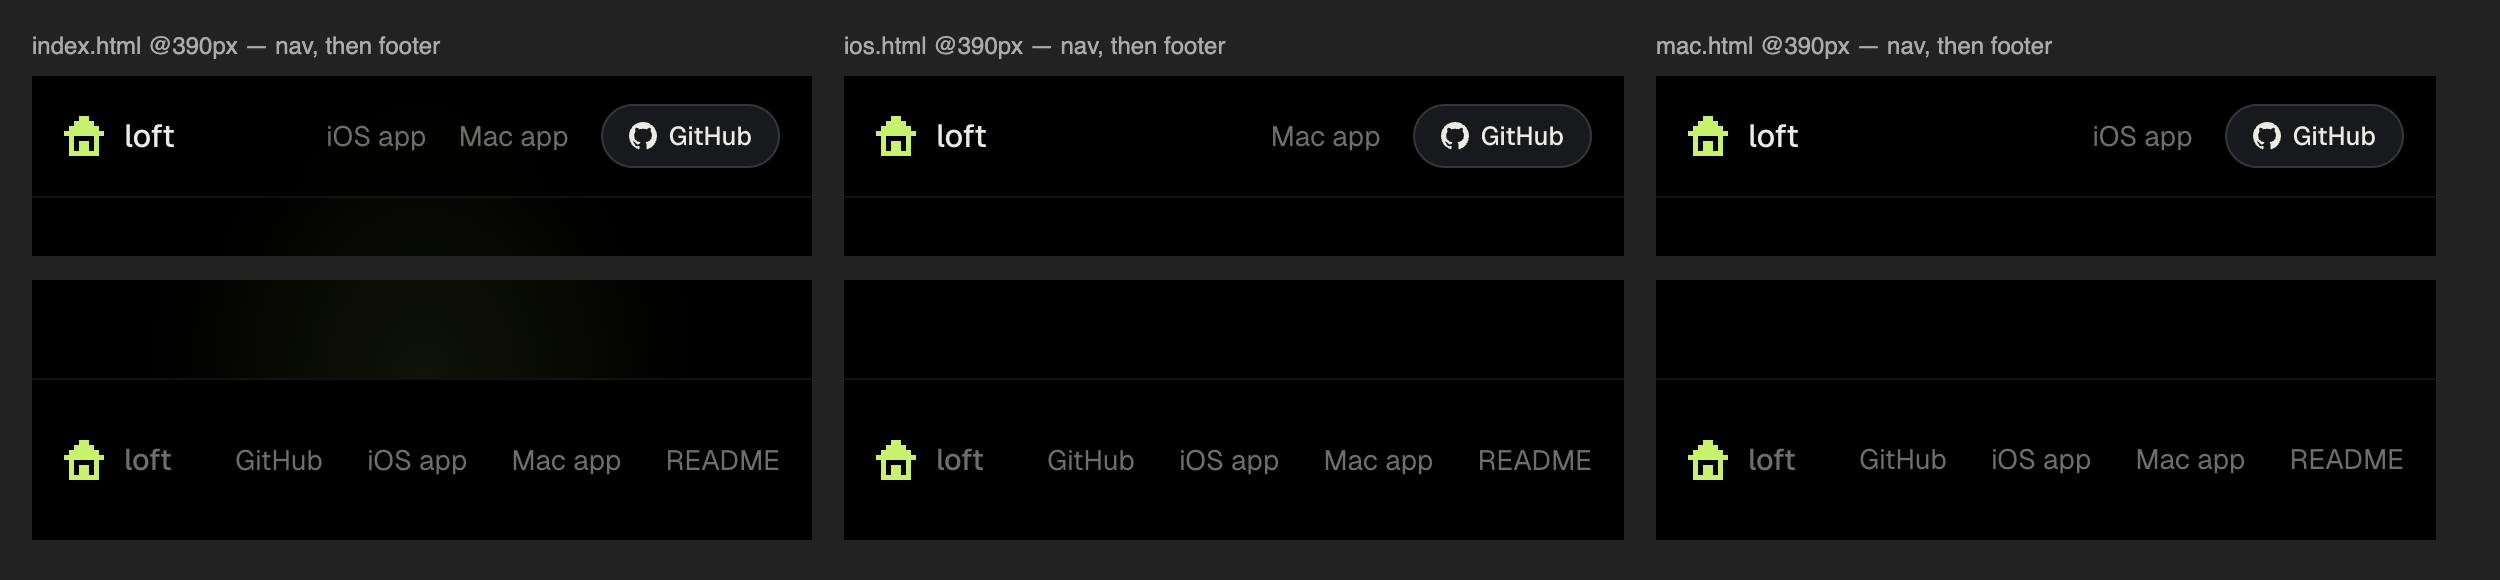 index.html @390px — nav, then footer
loft iOS app Mac app GitHub
loft GitHub iOS app Mac app README
ios.html @390px — nav, then footer
loft Mac app GitHub
loft GitHub iOS app Mac app README
mac.html @390px — nav, then footer
loft iOS app GitHub
loft GitHub iOS app Mac app README